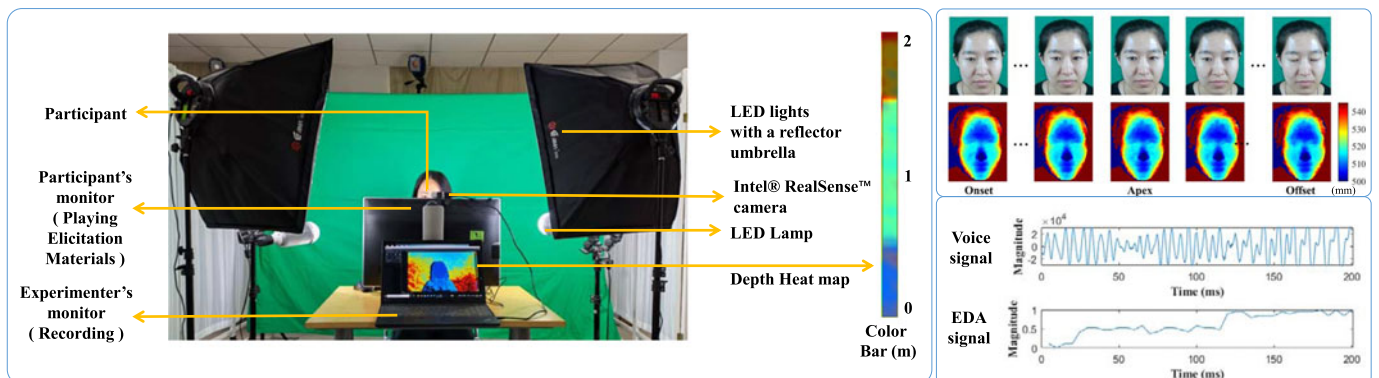 Participant
Participant's
monitor
( Playing
Elicitation
Materials )
Experimenter's
monitor
( Recording )
LED lights
with a reflector
umbrella
Intel® RealSense™
camera
LED Lamp
Depth Heat map
2
1
0
Color
Bar (m)
... ...
... ...
540
530
520
510
500
(mm)
Onset
Apex
Offset
Voice
signal
Magnitude
× 10⁴
2
0
-2
0 50 100 150 200
Time (ms)
EDA
signal
Magnitude
1
0.5
0
0 50 100 150 200
Time (ms)